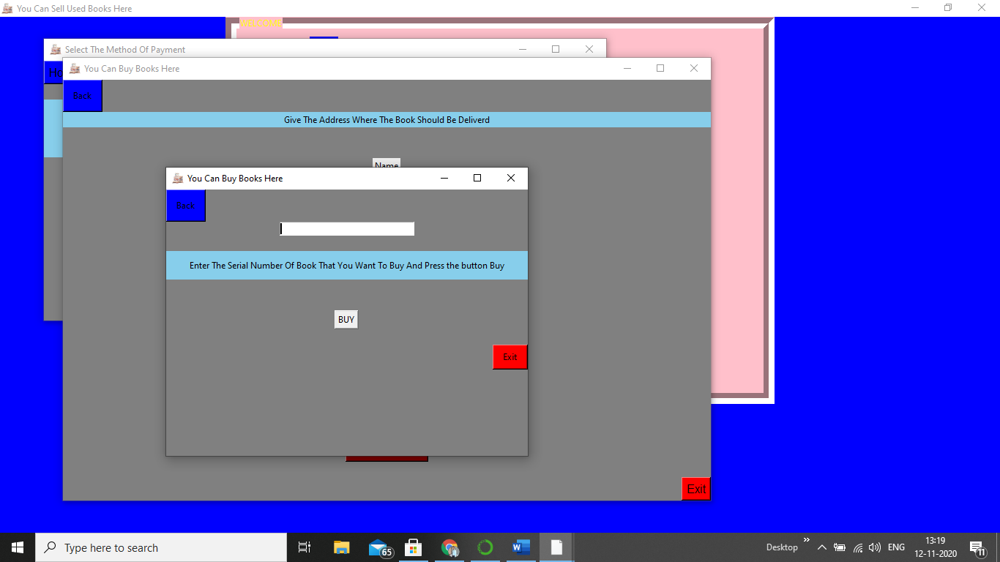 You Can Sell Used Books Here
WELCOME
Select The Method Of Payment
Ho
You Can Buy Books Here
Back
Give The Address Where The Book Should Be Deliverd
Name
You Can Buy Books Here
Back
Enter The Serial Number Of Book That You Want To Buy And Press the button Buy
BUY
Exit
Exit
Type here to search
65
W
Desktop
ENG
13:19
12-11-2020
11